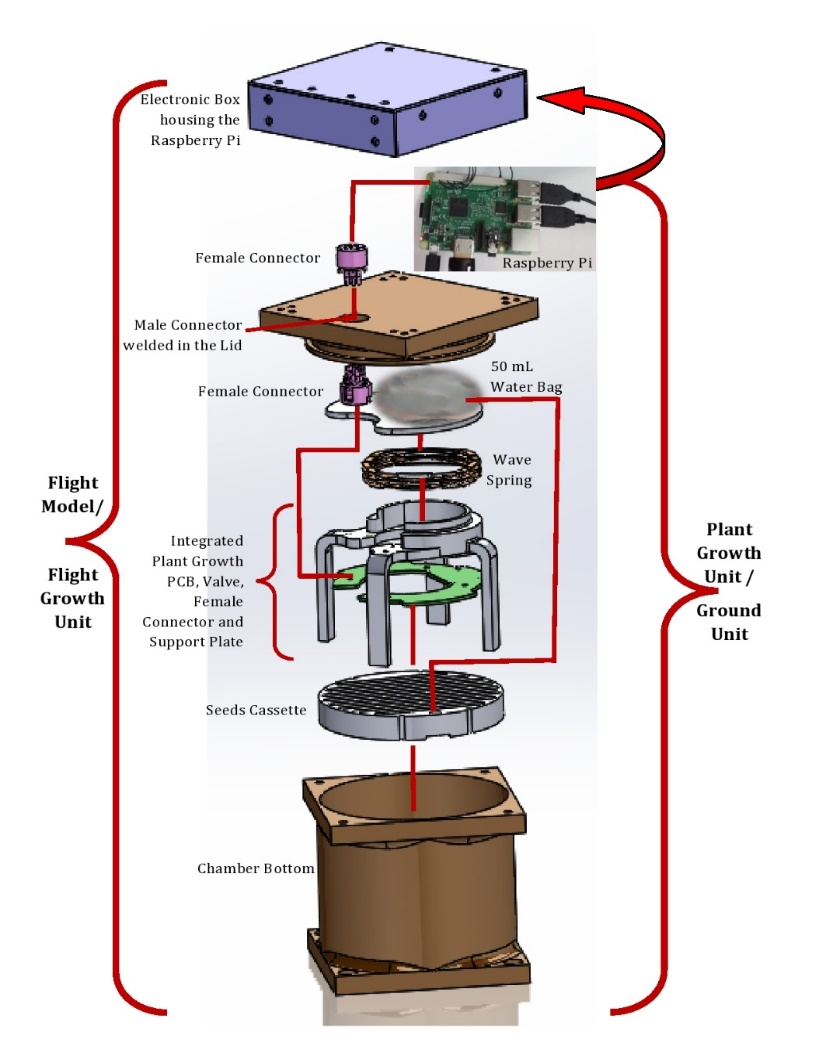 Electronic Box
housing the
Raspberry Pi
Raspberry Pi
Female Connector
Male Connector
welded in the Lid
50 mL
Water Bag
Female Connector
Wave
Spring
Flight
Model/
Flight
Growth
Unit
Integrated
Plant Growth
PCB, Valve,
Female
Connector and
Support Plate
Plant
Growth
Unit /
Ground
Unit
Seeds Cassette
Chamber Bottom